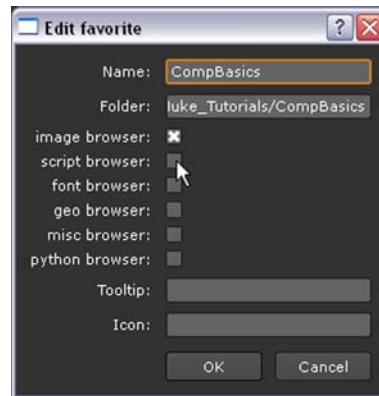 Edit favorite
Name: CompBasics
Folder: luke_Tutorials/CompBasics
image browser:
script browser:
font browser:
geo browser:
misc browser:
python browser:
Tooltip:
Icon:
OK Cancel